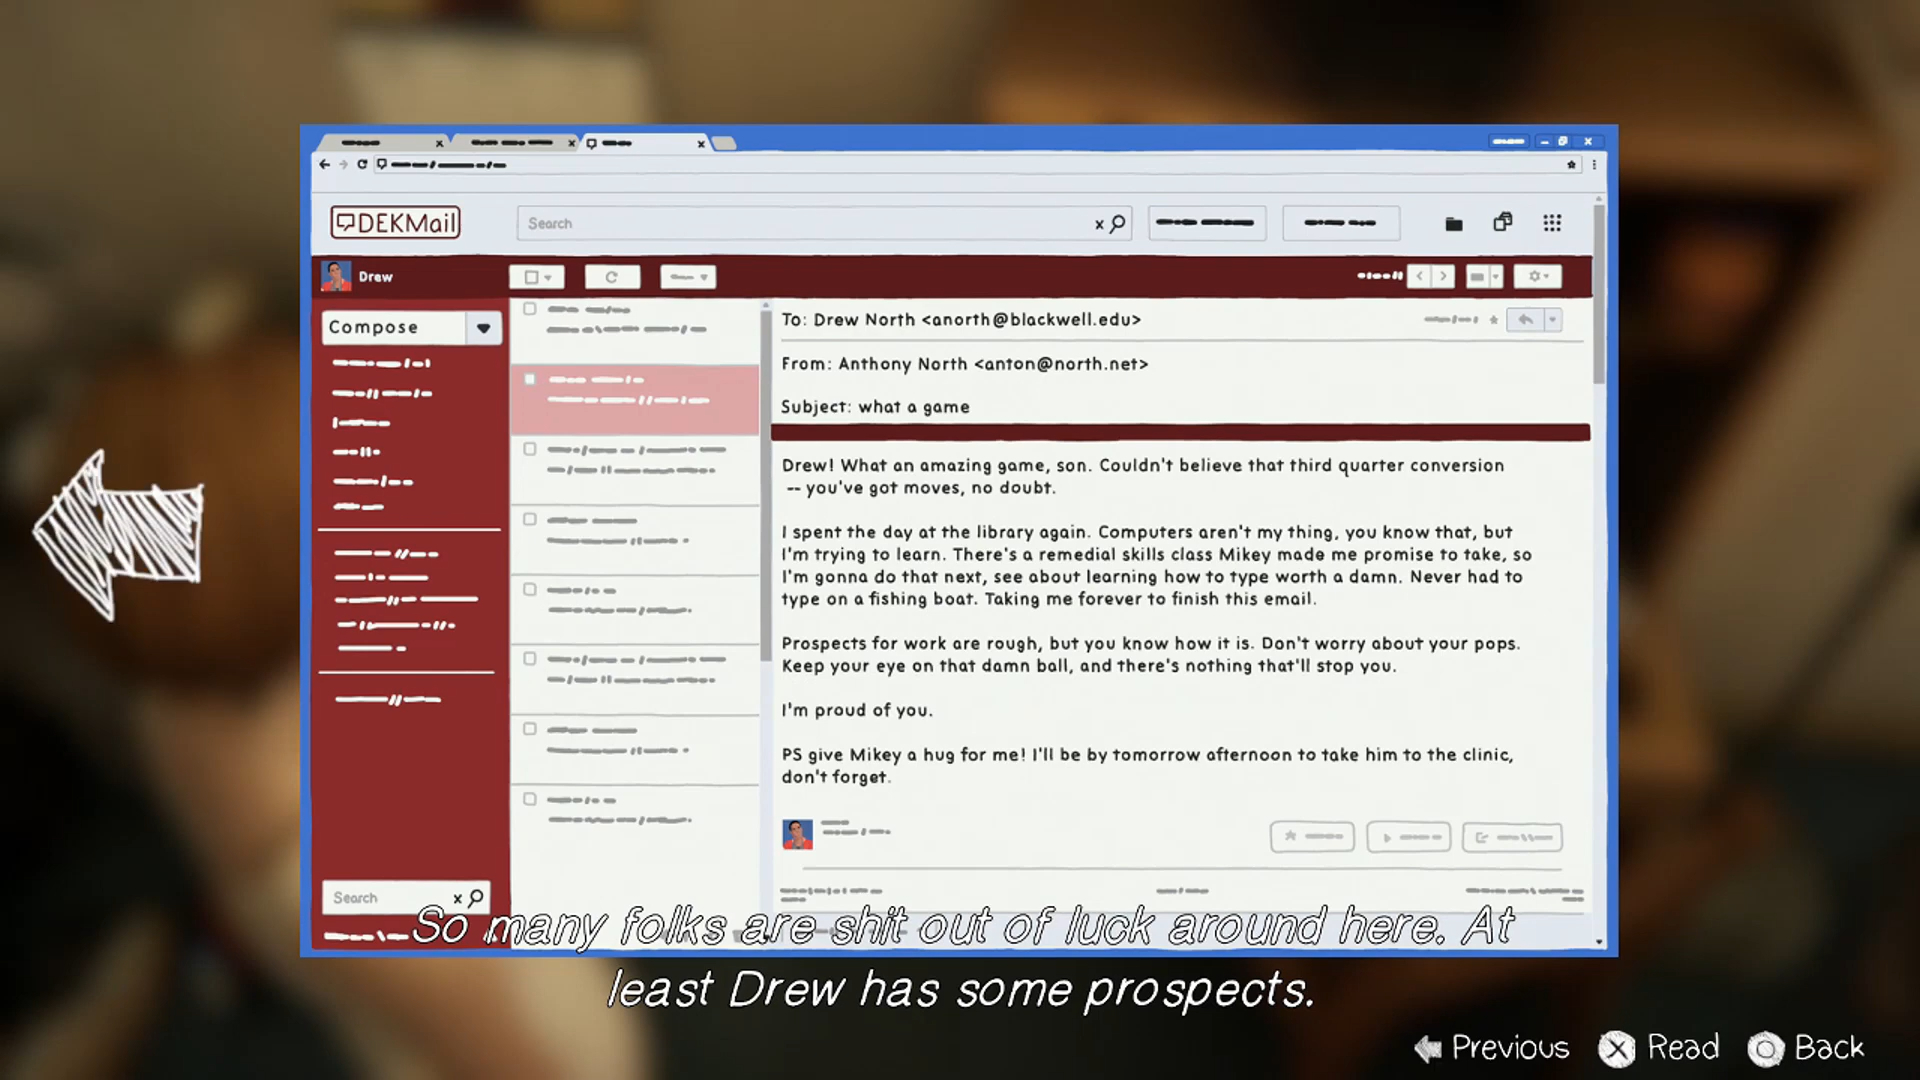 DEKMail
Search
x
Drew
Compose
To: Drew North <anorth@blackwell.edu>
From: Anthony North <anton@north.net>
Subject: what a game
Drew! What an amazing game, son. Couldn't believe that third quarter conversion
-- you've got moves, no doubt.
I spent the day at the library again. Computers aren't my thing, you know that, but
I'm trying to learn. There's a remedial skills class Mikey made me promise to take, so
I'm gonna do that next, see about learning how to type worth a damn. Never had to
type on a fishing boat. Taking me forever to finish this email.
Prospects for work are rough, but you know how it is. Don't worry about your pops.
Keep your eye on that damn ball, and there's nothing that'll stop you.
I'm proud of you.
PS give Mikey a hug for me! I'll be by tomorrow afternoon to take him to the clinic,
don't forget.
Search
x
So many folks are shit out of luck around here. At
least Drew has some prospects.
Previous
Read
Back